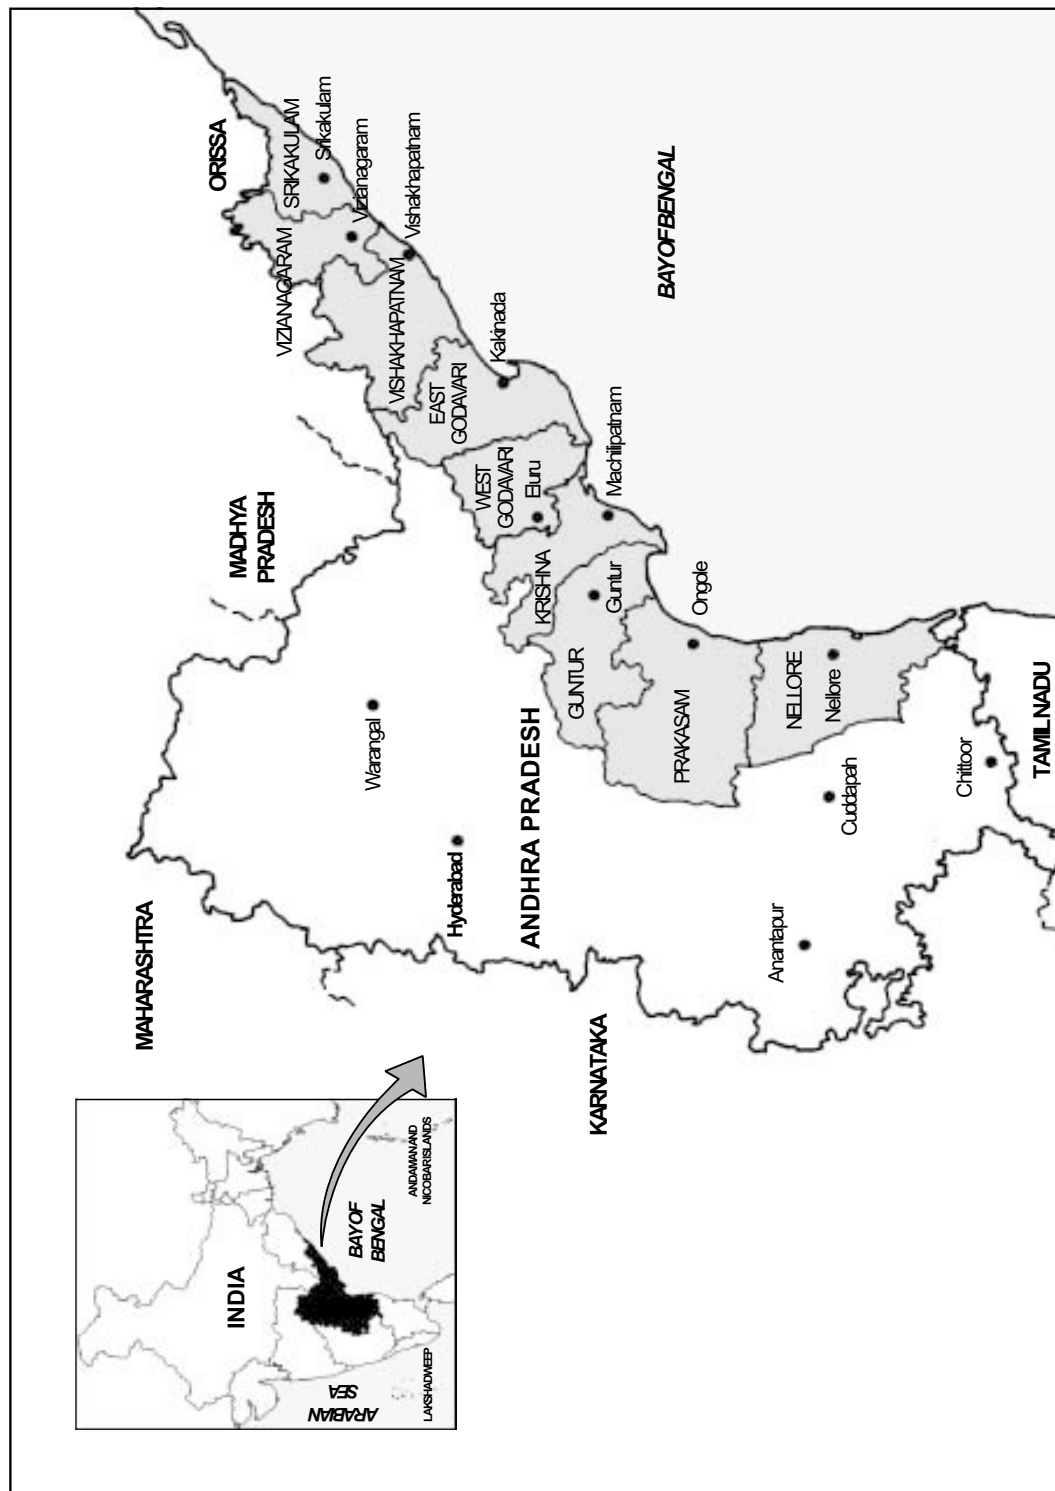 ORISSA
SRIKAKULAM
Srikakulam
VIZIANAGARAM
Vizianagaram
VISHAKHAPATNAM
Vishakhapatnam
EAST
GODAVARI
Kakinada
WEST
GODAVARI
Eluru
Machilipatnam
KRISHNA
GUNTUR
Guntur
PRAKASAM
Ongole
NELLORE
Nellore
BAY OF BENGAL
MADHYA
PRADESH
Warangal
Hyderabad
ANDHRA PRADESH
MAHARASHTRA
KARNATAKA
Anantapur
Cuddapah
Chittoor
TAMIL NADU
INDIA
BAY OF
BENGAL
ANDAMAN AND
NICOBAR ISLANDS
ARABIAN
SEA
LAKSHADWEEP